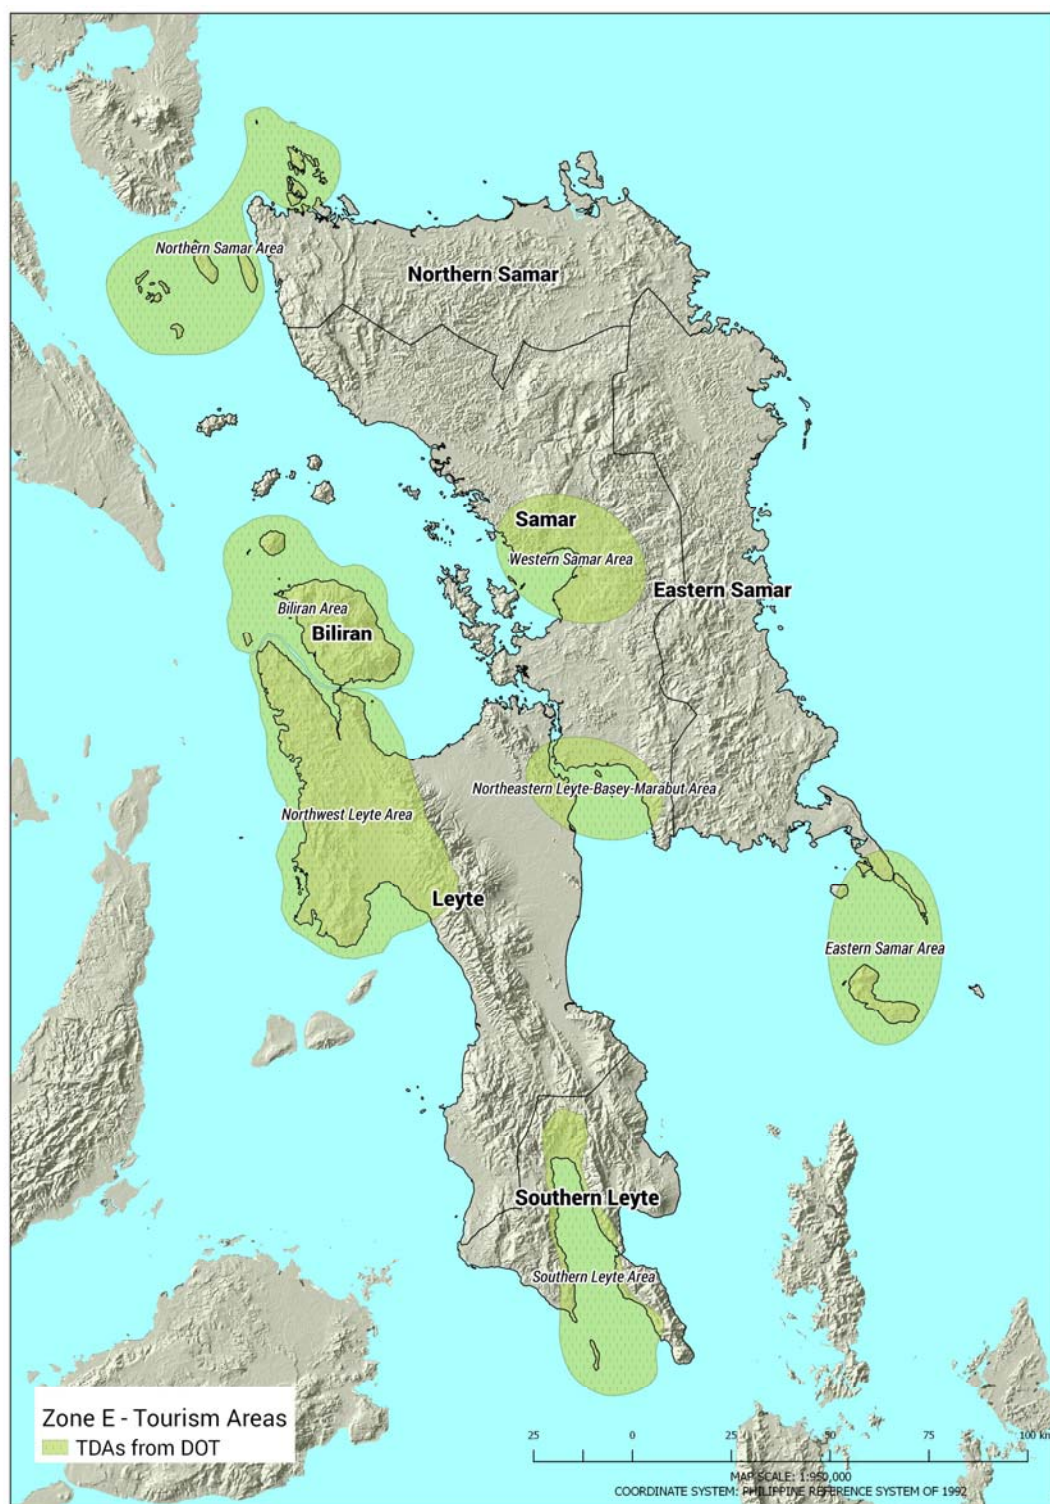 Northern Samar Area
Northern Samar
Samar
Western Samar Area
Eastern Samar
Biliran Area
Biliran
Northeastern Leyte-Basey-Marabut Area
Northwest Leyte Area
Leyte
Eastern Samar Area
Southern Leyte
Southern Leyte Area
Zone E - Tourism Areas
TDAs from DOT
25 0 25 50 75 100 km
MAP SCALE: 1:950,000
COORDINATE SYSTEM: PHILIPPINE REFERENCE SYSTEM OF 1992